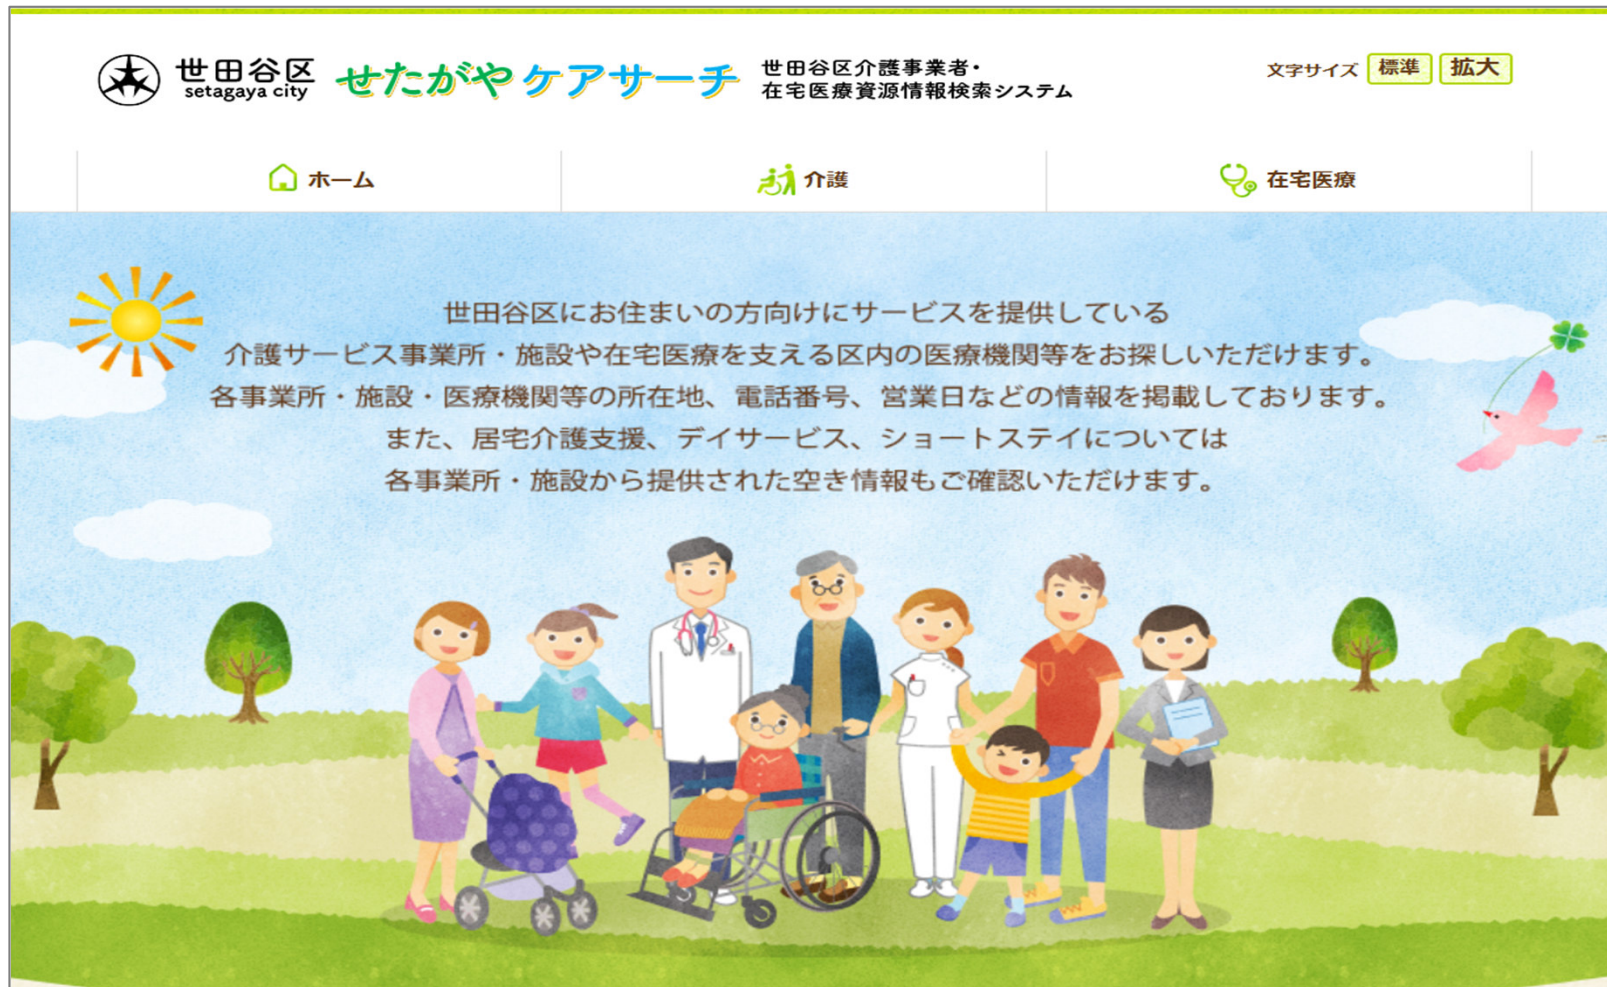 世田谷区
setagaya city
せたがやケアサーチ
世田谷区介護事業者・
在宅医療資源情報検索システム
文字サイズ 標準 拡大
ホーム
介護
在宅医療
世田谷区にお住まいの方向けにサービスを提供している
介護サービス事業所・施設や在宅医療を支える区内の医療機関等をお探しいただけます。
各事業所・施設・医療機関等の所在地、電話番号、営業日などの情報を掲載しております。
また、居宅介護支援、デイサービス、ショートステイについては
各事業所・施設から提供された空き情報もご確認いただけます。